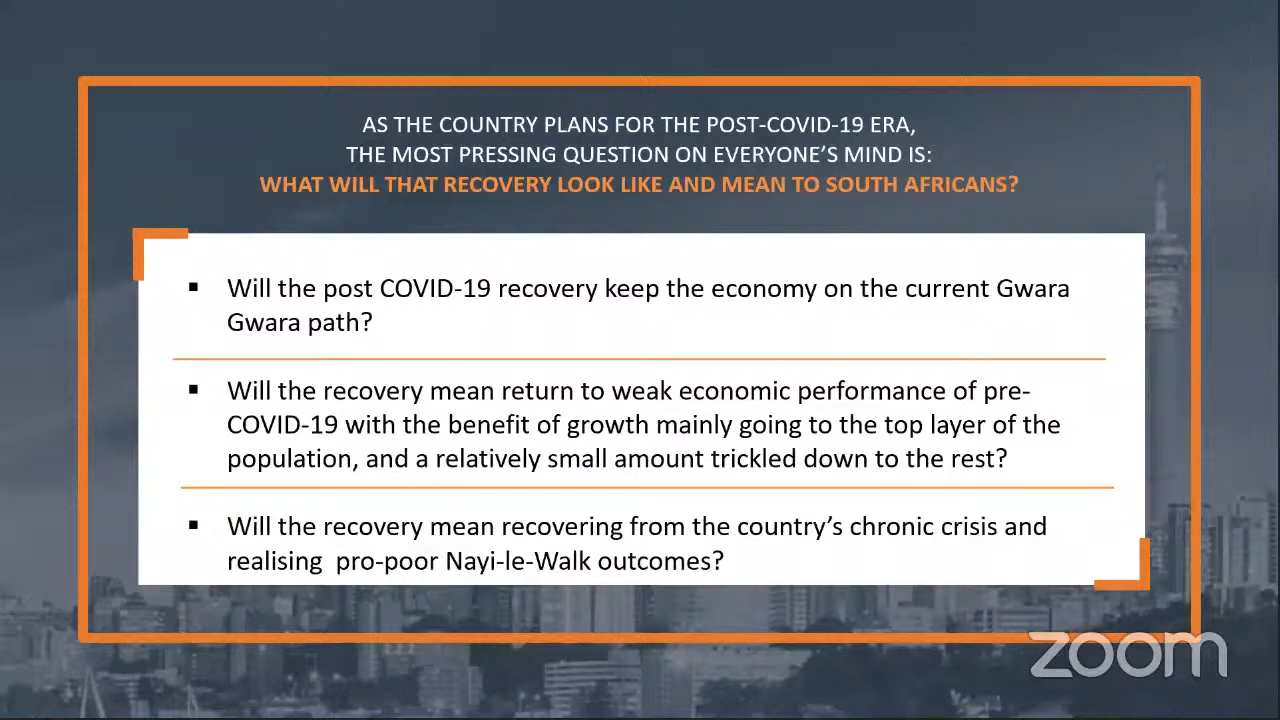 AS THE COUNTRY PLANS FOR THE POST-COVID-19 ERA,
THE MOST PRESSING QUESTION ON EVERYONE’S MIND IS:
WHAT WILL THAT RECOVERY LOOK LIKE AND MEAN TO SOUTH AFRICANS?
▪ Will the post COVID-19 recovery keep the economy on the current Gwara
Gwara path?
▪ Will the recovery mean return to weak economic performance of pre-
COVID-19 with the benefit of growth mainly going to the top layer of the
population, and a relatively small amount trickled down to the rest?
▪ Will the recovery mean recovering from the country’s chronic crisis and
realising  pro-poor Nayi-le-Walk outcomes?
zoom